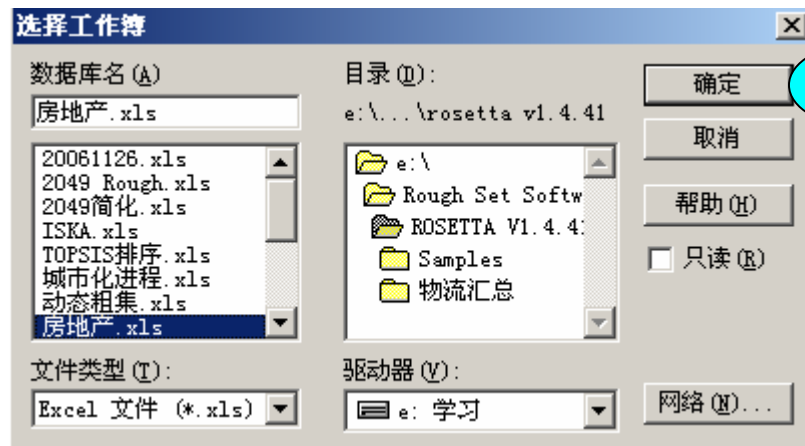 选择工作簿
数据库名(A)
房地产.xls
20061126.xls
2049 Rough.xls
2049简化.xls
ISKA.xls
TOPSIS排序.xls
城市化进程.xls
动态粗集.xls
房地产.xls
文件类型(T):
Excel 文件 (*.xls)
目录(D):
e:\...\rosetta v1.4.41
e:\
Rough Set Softw
ROSETTA V1.4.4
Samples
物流汇总
驱动器(V):
e: 学习
确定
取消
帮助(H)
只读(R)
网络(N)...